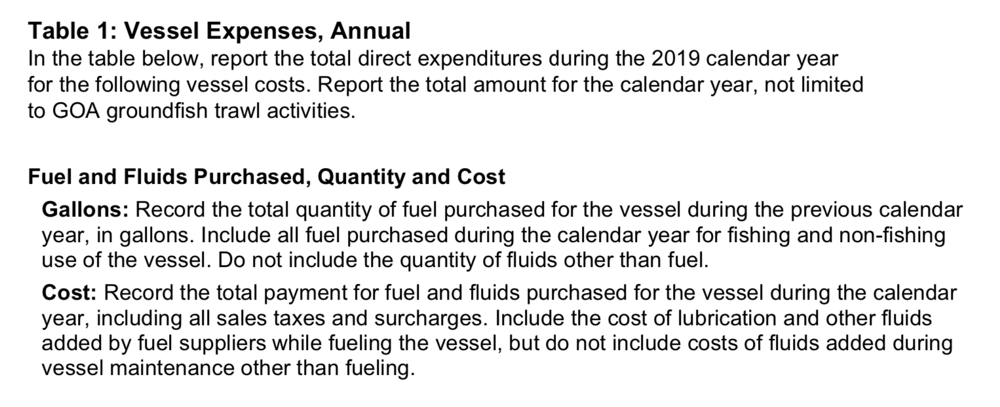 Table 1: Vessel Expenses, Annual
In the table below, report the total direct expenditures during the 2019 calendar year
for the following vessel costs. Report the total amount for the calendar year, not limited
to GOA groundfish trawl activities.
Fuel and Fluids Purchased, Quantity and Cost
Gallons: Record the total quantity of fuel purchased for the vessel during the previous calendar
year, in gallons. Include all fuel purchased during the calendar year for fishing and non-fishing
use of the vessel. Do not include the quantity of fluids other than fuel.
Cost: Record the total payment for fuel and fluids purchased for the vessel during the calendar
year, including all sales taxes and surcharges. Include the cost of lubrication and other fluids
added by fuel suppliers while fueling the vessel, but do not include costs of fluids added during
vessel maintenance other than fueling.